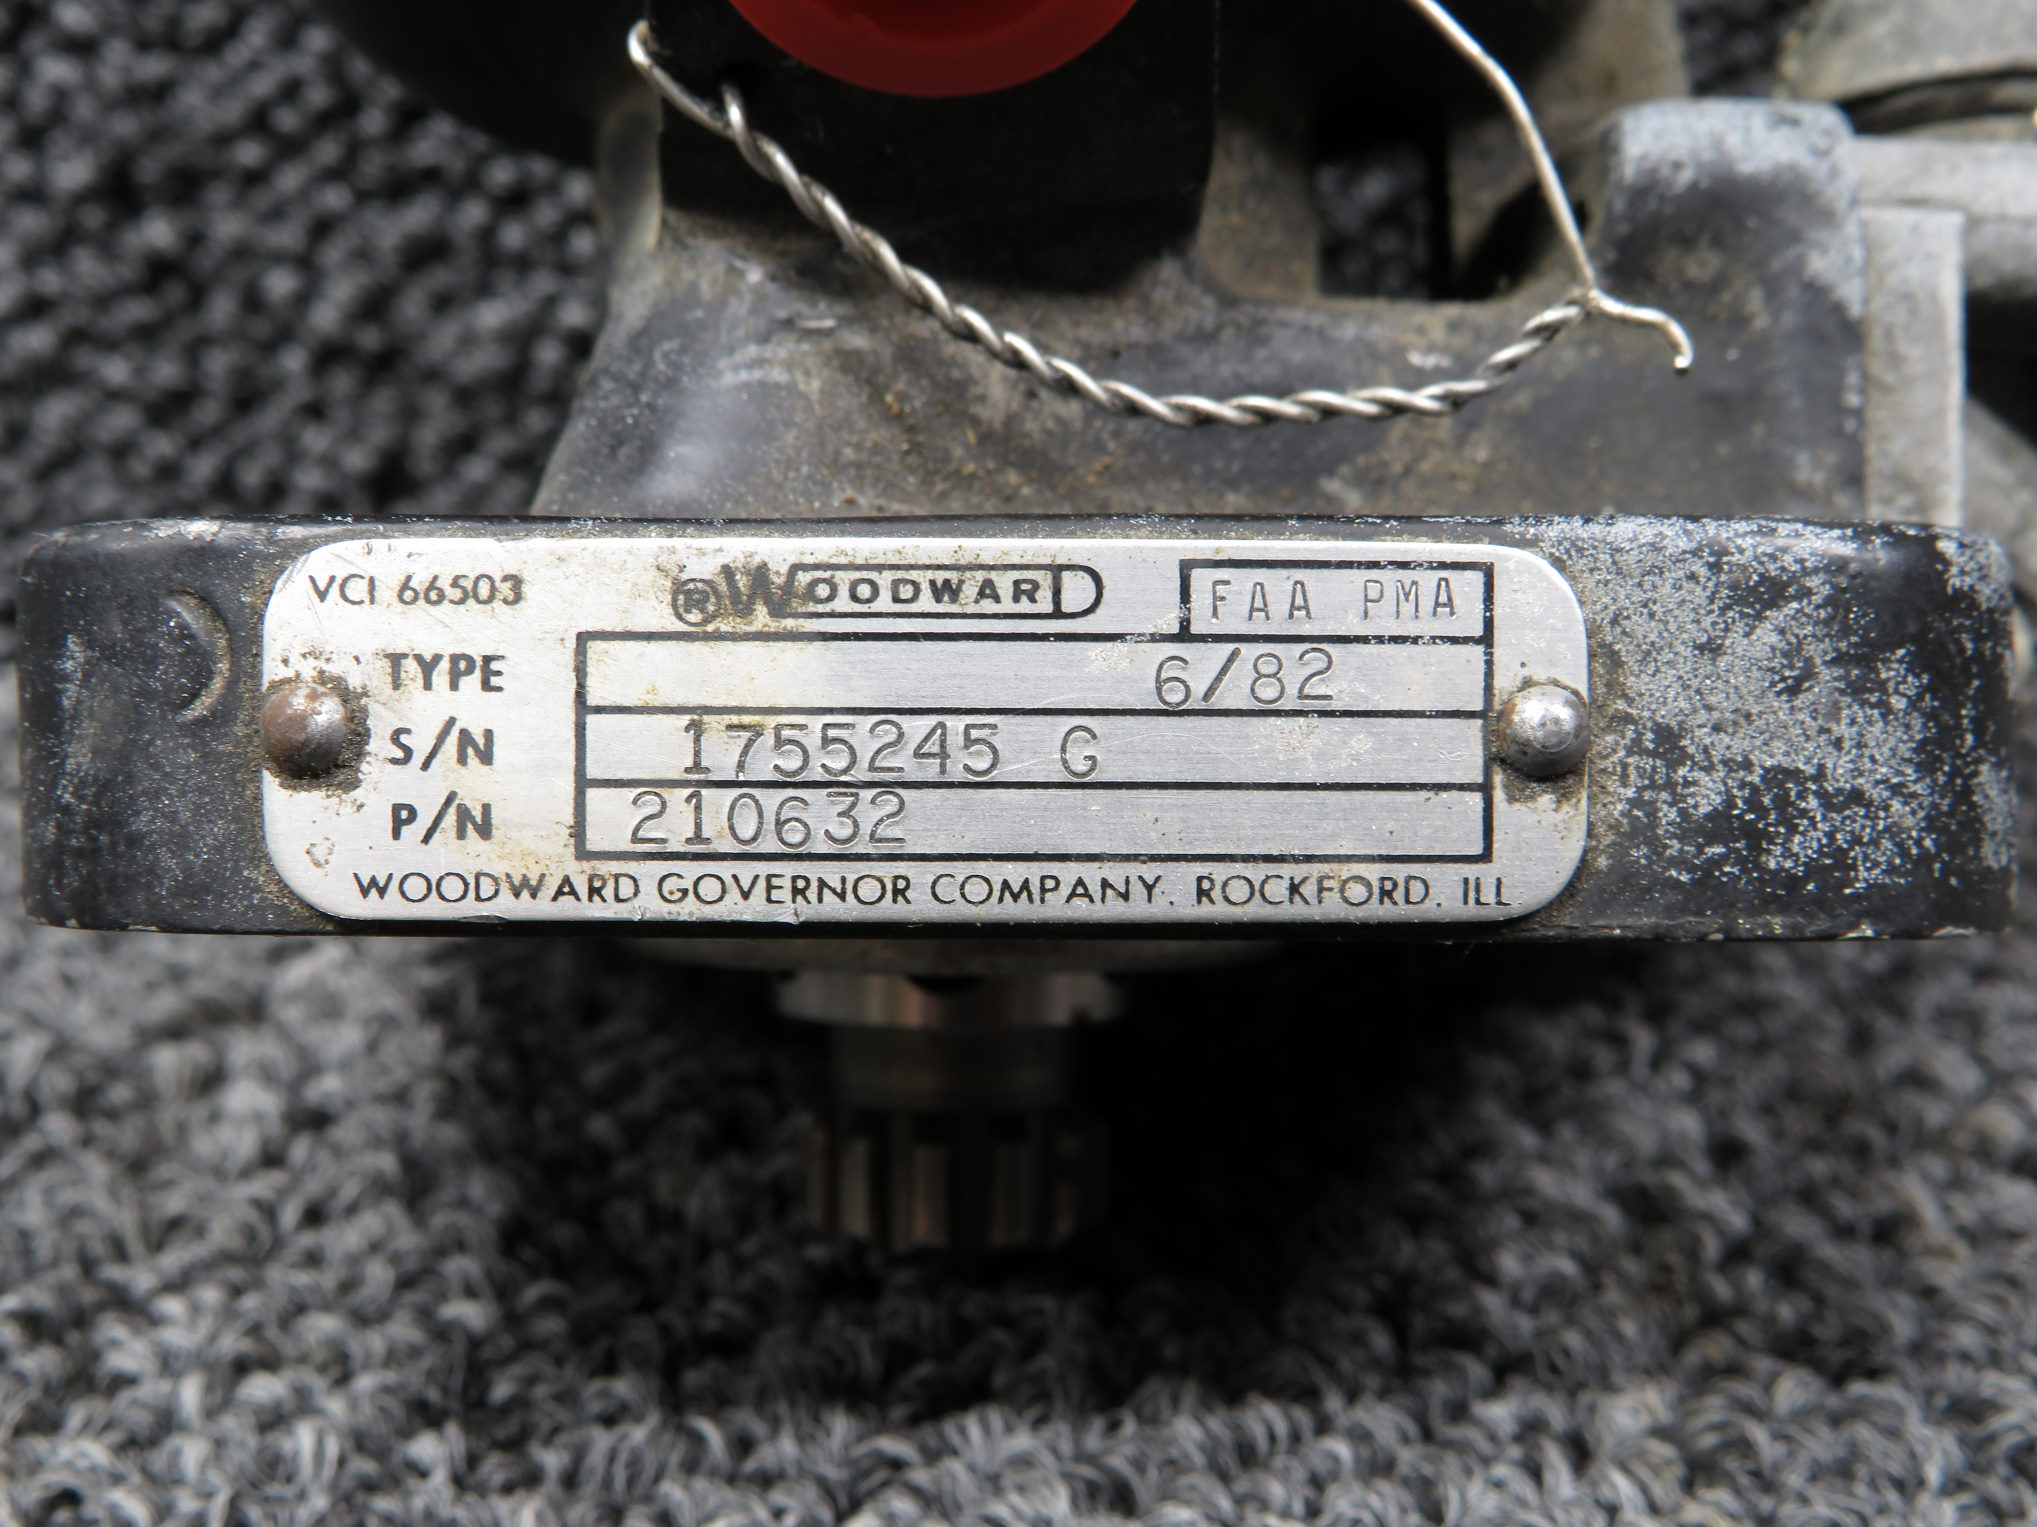 VCI 66503 ® WOODWARD FAA PMA
TYPE 6/82
S/N 1755245 G
P/N 210632
WOODWARD GOVERNOR COMPANY, ROCKFORD, ILL.